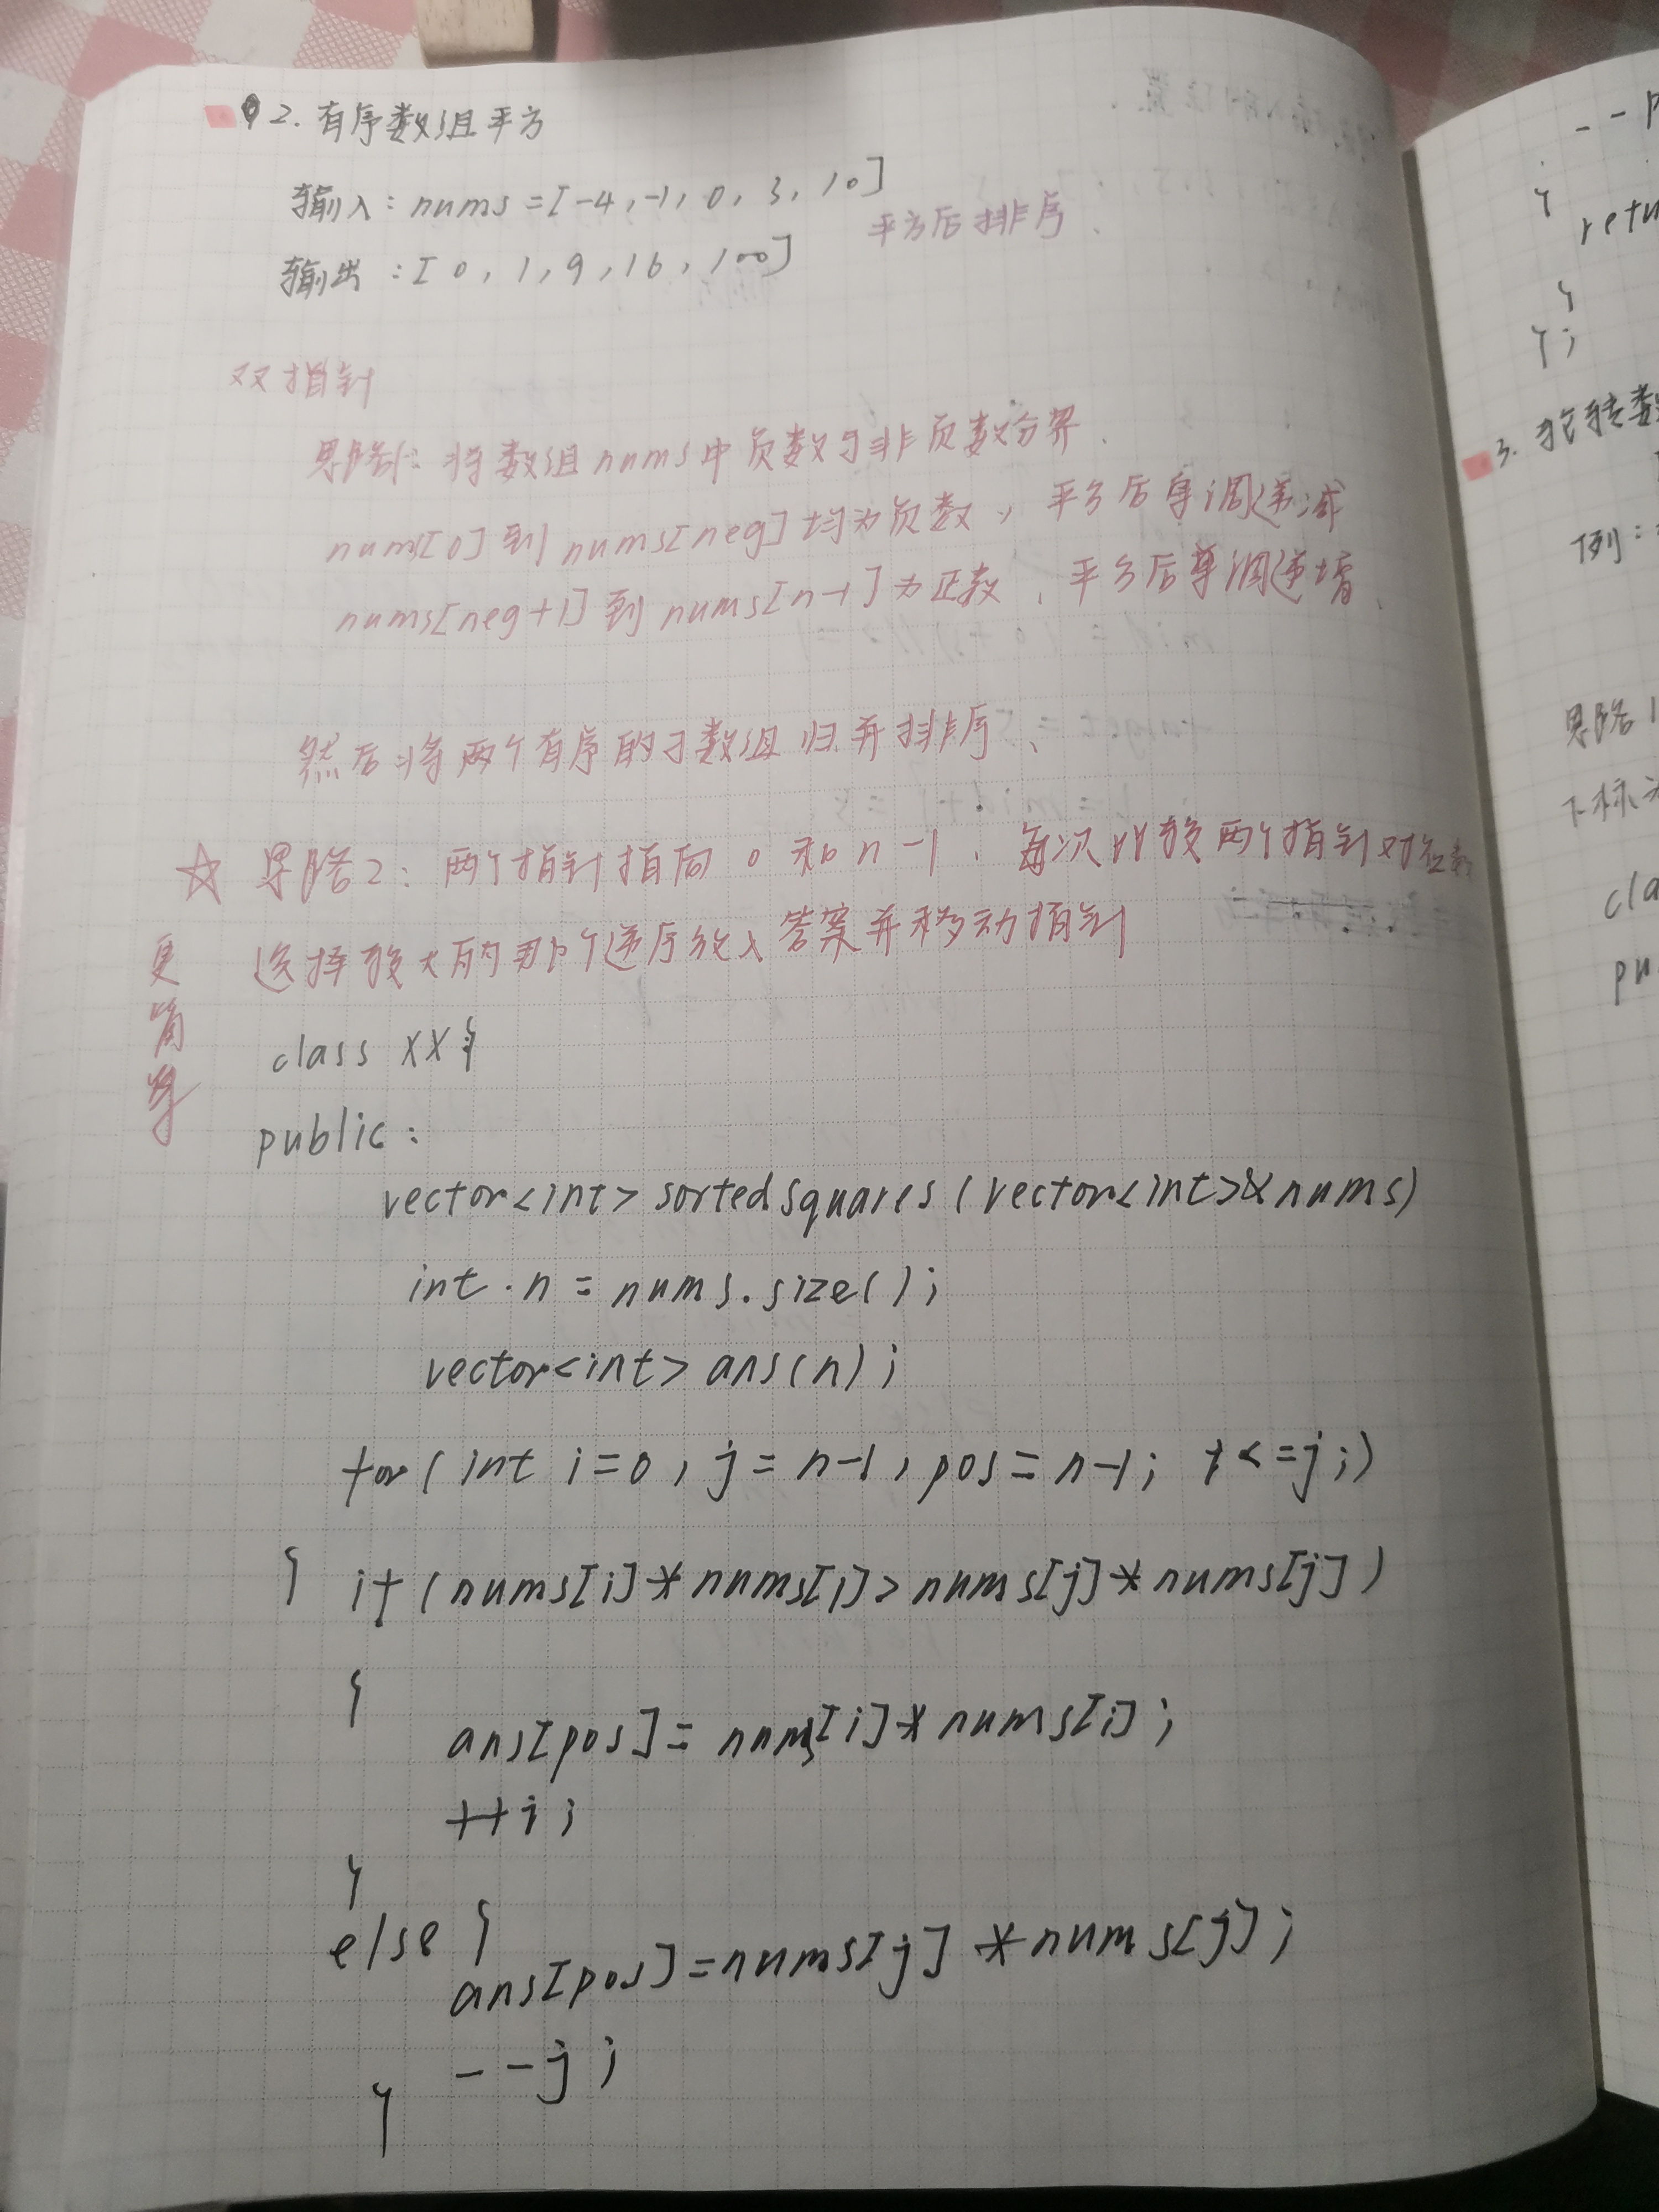 2. 有序数组平方
输入: nums = [-4, -1, 0, 3, 10]
平方后排序.
输出: [0, 1, 9, 16, 100]
双指针
思路1: 将数组nums中负数与非负数分界.
nums[0]到nums[neg]均为负数, 平方后单调递减
nums[neg+1]到nums[n-1]为正数, 平方后单调递增.
然后将两个有序的子数组归并排序、
☆ 思路2: 两个指针指向0和n-1. 每次比较两个指针对应数
选择较大的那个逆序放入答案并移动指针
更简单
class XX{
public:
vector<int> sortedSquares(vector<int>&nums)
int n = nums.size();
vector<int> ans(n);
for( int i=0, j=n-1, pos=n-1; i<=j;)
{ if(nums[i]*nums[i]>nums[j]*nums[j])
{
ans[pos]= nums[i]*nums[i];
++i;
}
else {
ans[pos]=nums[j]*nums[j];
--j;
}
}
retu
}
};
3.
例:
思路1
下标
cla
pu